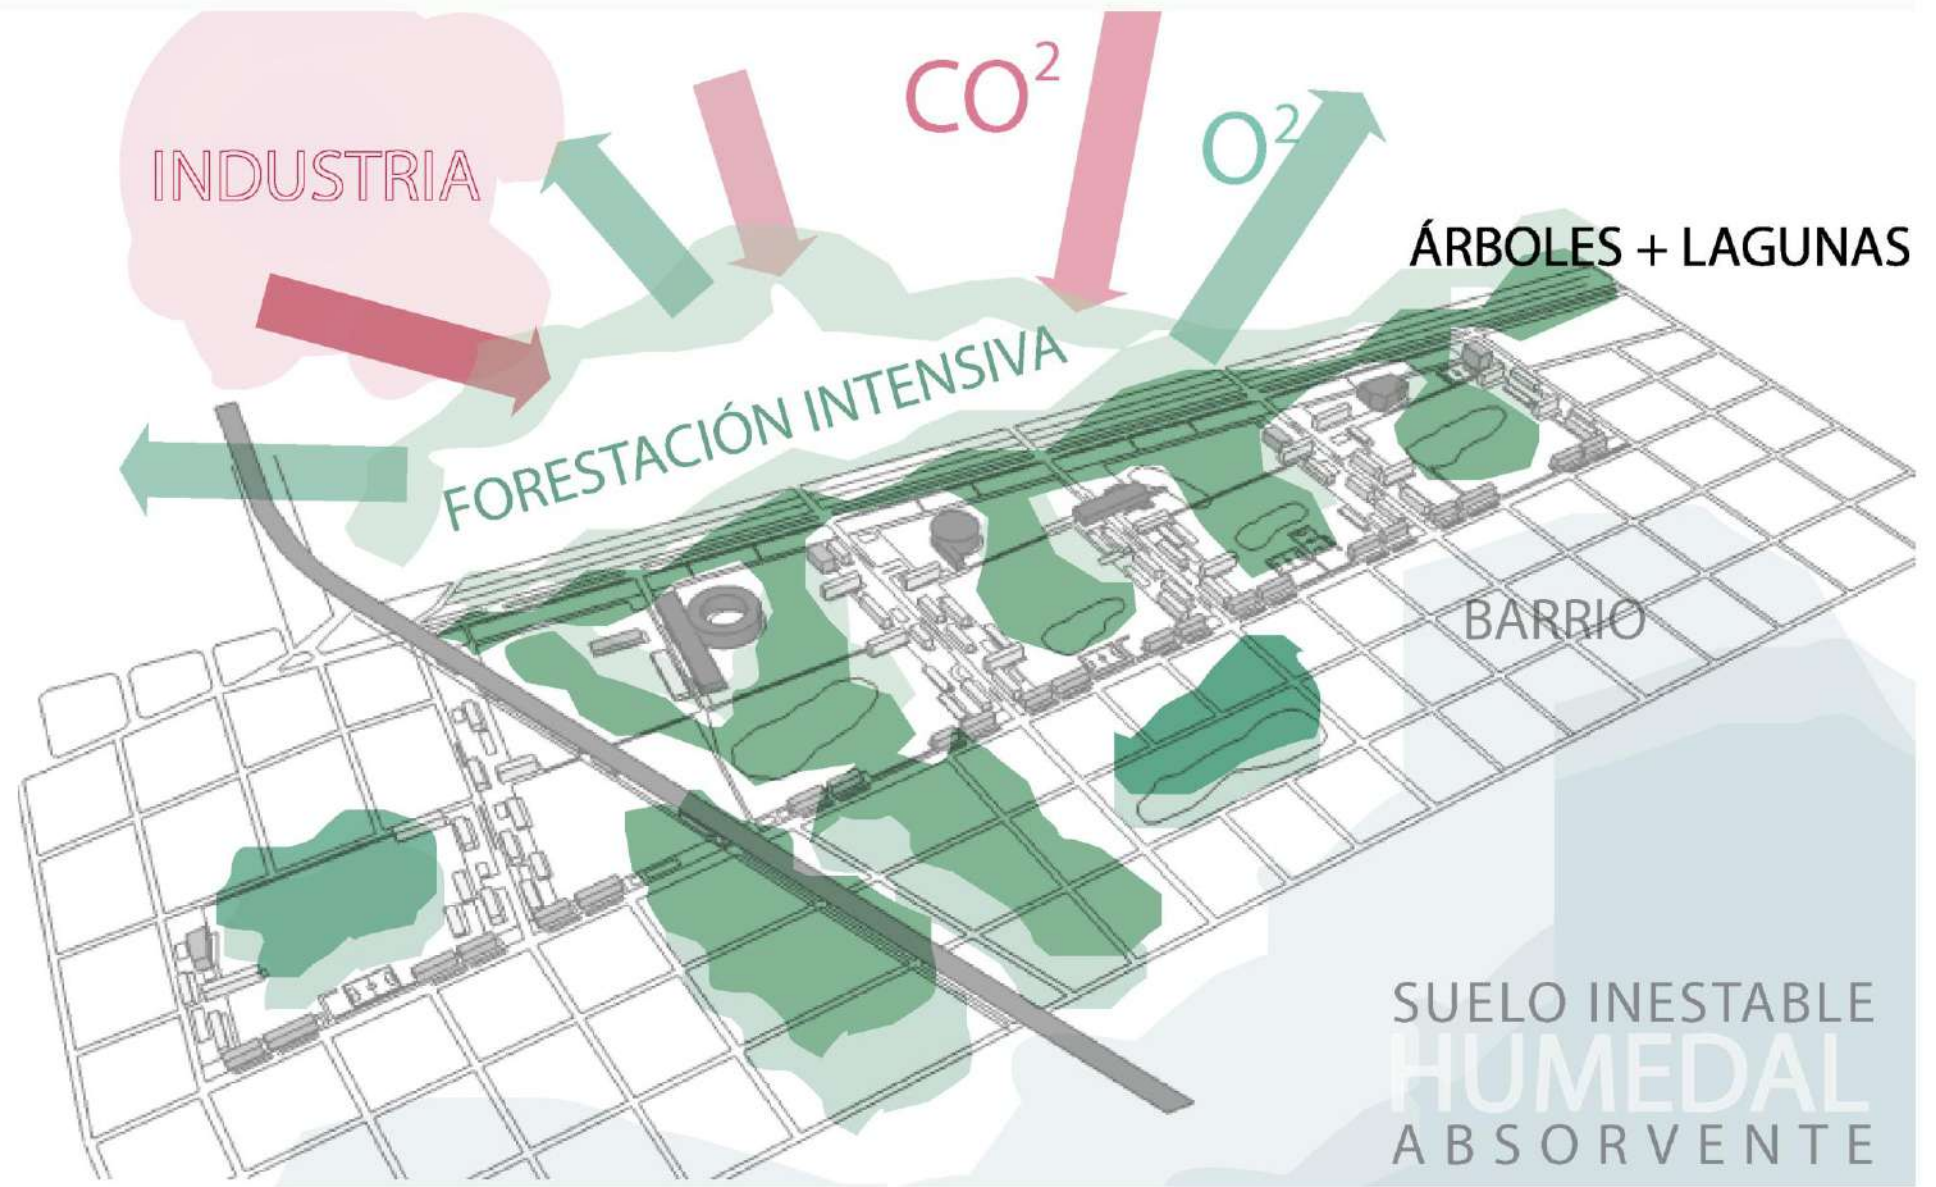 CO²
O²
INDUSTRIA
ÁRBOLES + LAGUNAS
FORESTACIÓN INTENSIVA
BARRIO
SUELO INESTABLE
HUMEDAL
ABSORVENTE